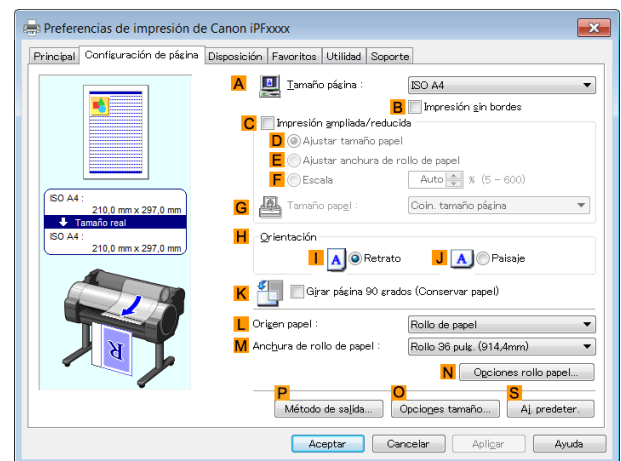 Preferencias de impresión de Canon iPFxxxx
Principal Configuración de página Disposición Favoritos Utilidad Soporte
A Tamaño página : ISO A4
B Impresión sin bordes
C Impresión ampliada/reducida
D Ajustar tamaño papel
E Ajustar anchura de rollo de papel
F Escala Auto % (5 - 600)
ISO A4 :
210,0 mm x 297,0 mm
Tamaño real
ISO A4 :
210,0 mm x 297,0 mm
G Tamaño papel : Coin. tamaño página
H Orientación
I A Retrato J A Paisaje
K Girar página 90 grados (Conservar papel)
L Origen papel : Rollo de papel
M Anchura de rollo de papel : Rollo 36 pulg. (914,4mm)
N Opciones rollo papel...
P O S
Método de salida... Opciones tamaño... Aj. predeter.
Aceptar Cancelar Aplicar Ayuda